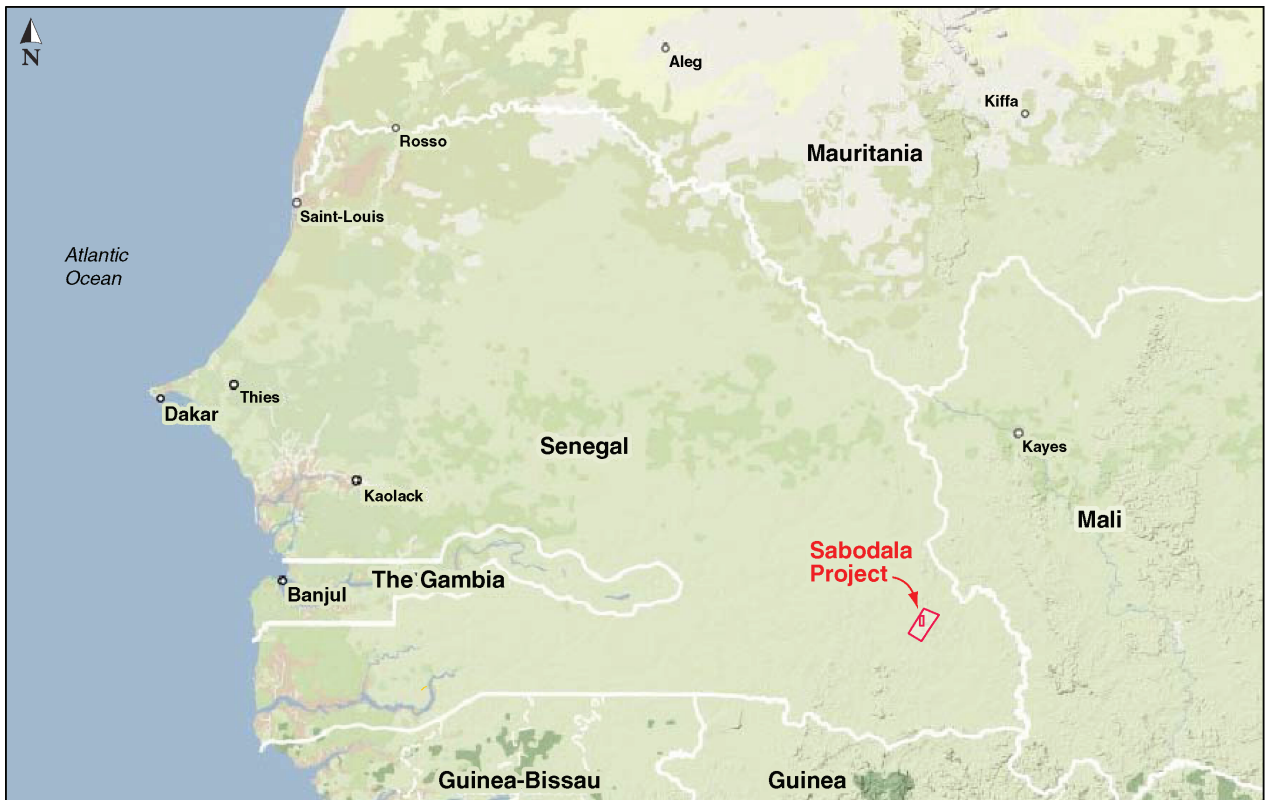 N
Aleg
Kiffa
Rosso
Mauritania
Saint-Louis
Atlantic
Ocean
Thies
Dakar
Senegal
Kayes
Kaolack
Mali
Sabodala
Project
The Gambia
Banjul
Guinea-Bissau
Guinea